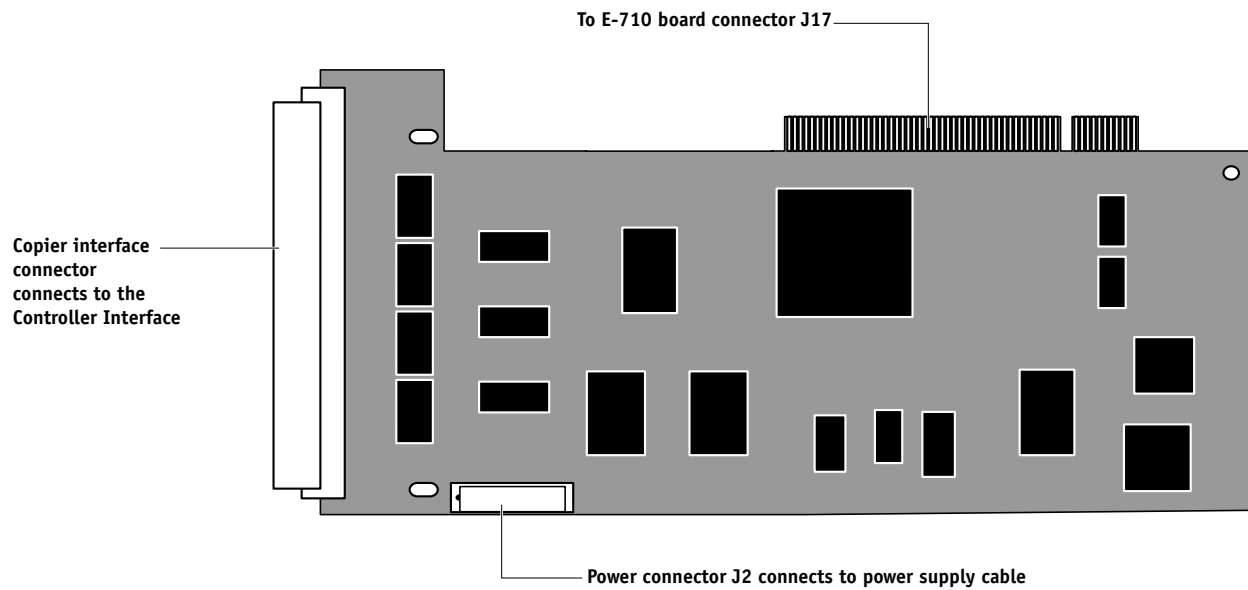 To E-710 board connector J17
Copier interface
connector
connects to the
Controller Interface
Power connector J2 connects to power supply cable